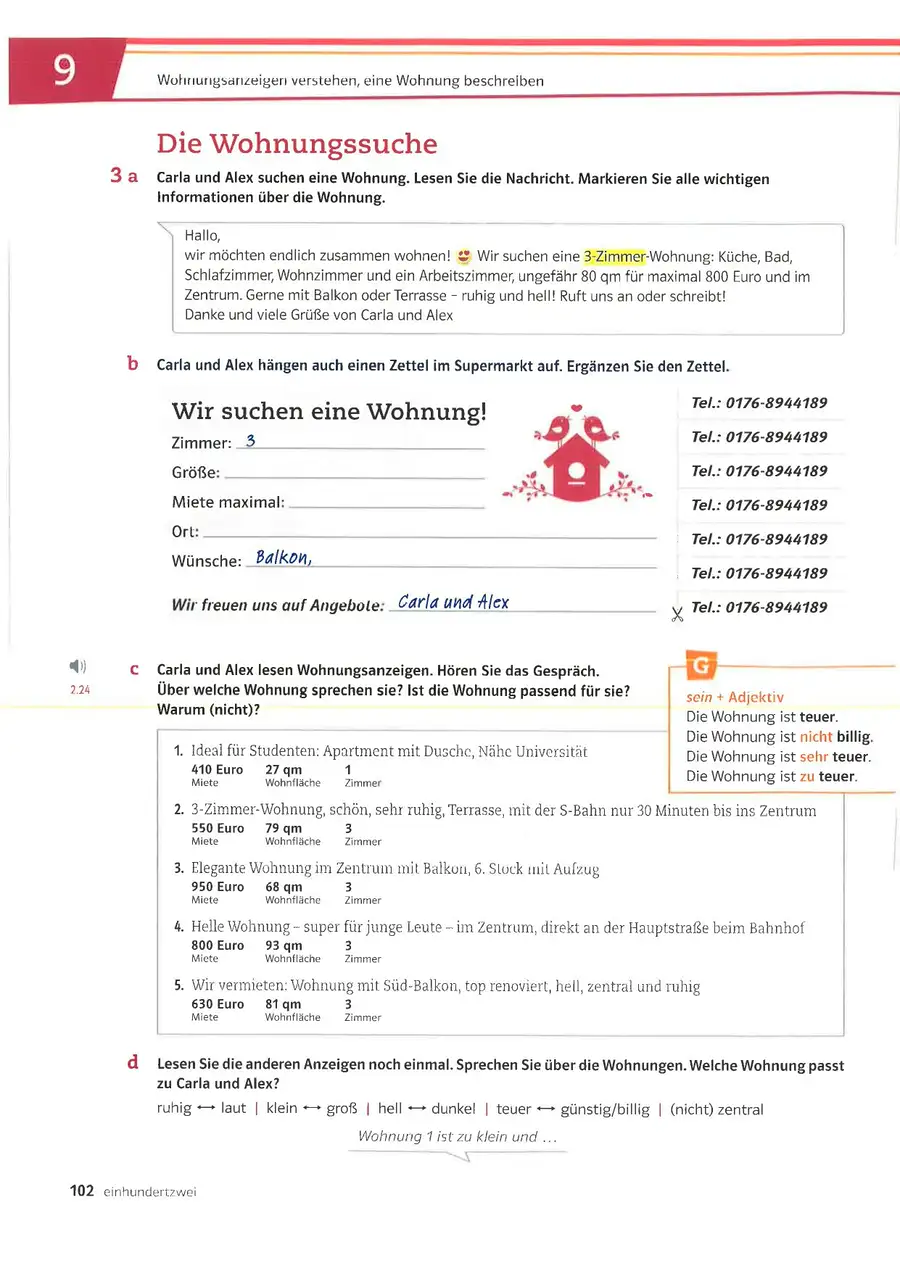 9
Wohnungsanzeigen verstehen, eine Wohnung beschreiben
Die Wohnungssuche
3 a Carla und Alex suchen eine Wohnung. Lesen Sie die Nachricht. Markieren Sie alle wichtigen
Informationen über die Wohnung.
Hallo,
wir möchten endlich zusammen wohnen! 😍 Wir suchen eine 3-Zimmer-Wohnung: Küche, Bad,
Schlafzimmer, Wohnzimmer und ein Arbeitszimmer, ungefähr 80 qm für maximal 800 Euro und im
Zentrum. Gerne mit Balkon oder Terrasse – ruhig und hell! Ruft uns an oder schreibt!
Danke und viele Grüße von Carla und Alex
b Carla und Alex hängen auch einen Zettel im Supermarkt auf. Ergänzen Sie den Zettel.
Wir suchen eine Wohnung!
Zimmer: 3
Größe:
Miete maximal:
Ort:
Wünsche: Balkon,
Wir freuen uns auf Angebote: Carla und Alex
Tel.: 0176-8944189
Tel.: 0176-8944189
Tel.: 0176-8944189
Tel.: 0176-8944189
Tel.: 0176-8944189
Tel.: 0176-8944189
Tel.: 0176-8944189
2.24
c Carla und Alex lesen Wohnungsanzeigen. Hören Sie das Gespräch.
Über welche Wohnung sprechen sie? Ist die Wohnung passend für sie?
Warum (nicht)?
G
sein + Adjektiv
Die Wohnung ist teuer.
Die Wohnung ist nicht billig.
Die Wohnung ist sehr teuer.
Die Wohnung ist zu teuer.
1. Ideal für Studenten: Apartment mit Dusche, Nähe Universität
410 Euro 27 qm 1
Miete Wohnfläche Zimmer
2. 3-Zimmer-Wohnung, schön, sehr ruhig, Terrasse, mit der S-Bahn nur 30 Minuten bis ins Zentrum
550 Euro 79 qm 3
Miete Wohnfläche Zimmer
3. Elegante Wohnung im Zentrum mit Balkon, 6. Stock mit Aufzug
950 Euro 68 qm 3
Miete Wohnfläche Zimmer
4. Helle Wohnung – super für junge Leute – im Zentrum, direkt an der Hauptstraße beim Bahnhof
800 Euro 93 qm 3
Miete Wohnfläche Zimmer
5. Wir vermieten: Wohnung mit Süd-Balkon, top renoviert, hell, zentral und ruhig
630 Euro 81 qm 3
Miete Wohnfläche Zimmer
d Lesen Sie die anderen Anzeigen noch einmal. Sprechen Sie über die Wohnungen. Welche Wohnung passt
zu Carla und Alex?
ruhig ↔ laut | klein ↔ groß | hell ↔ dunkel | teuer ↔ günstig/billig | (nicht) zentral
Wohnung 1 ist zu klein und ...
102 einhundertzwei